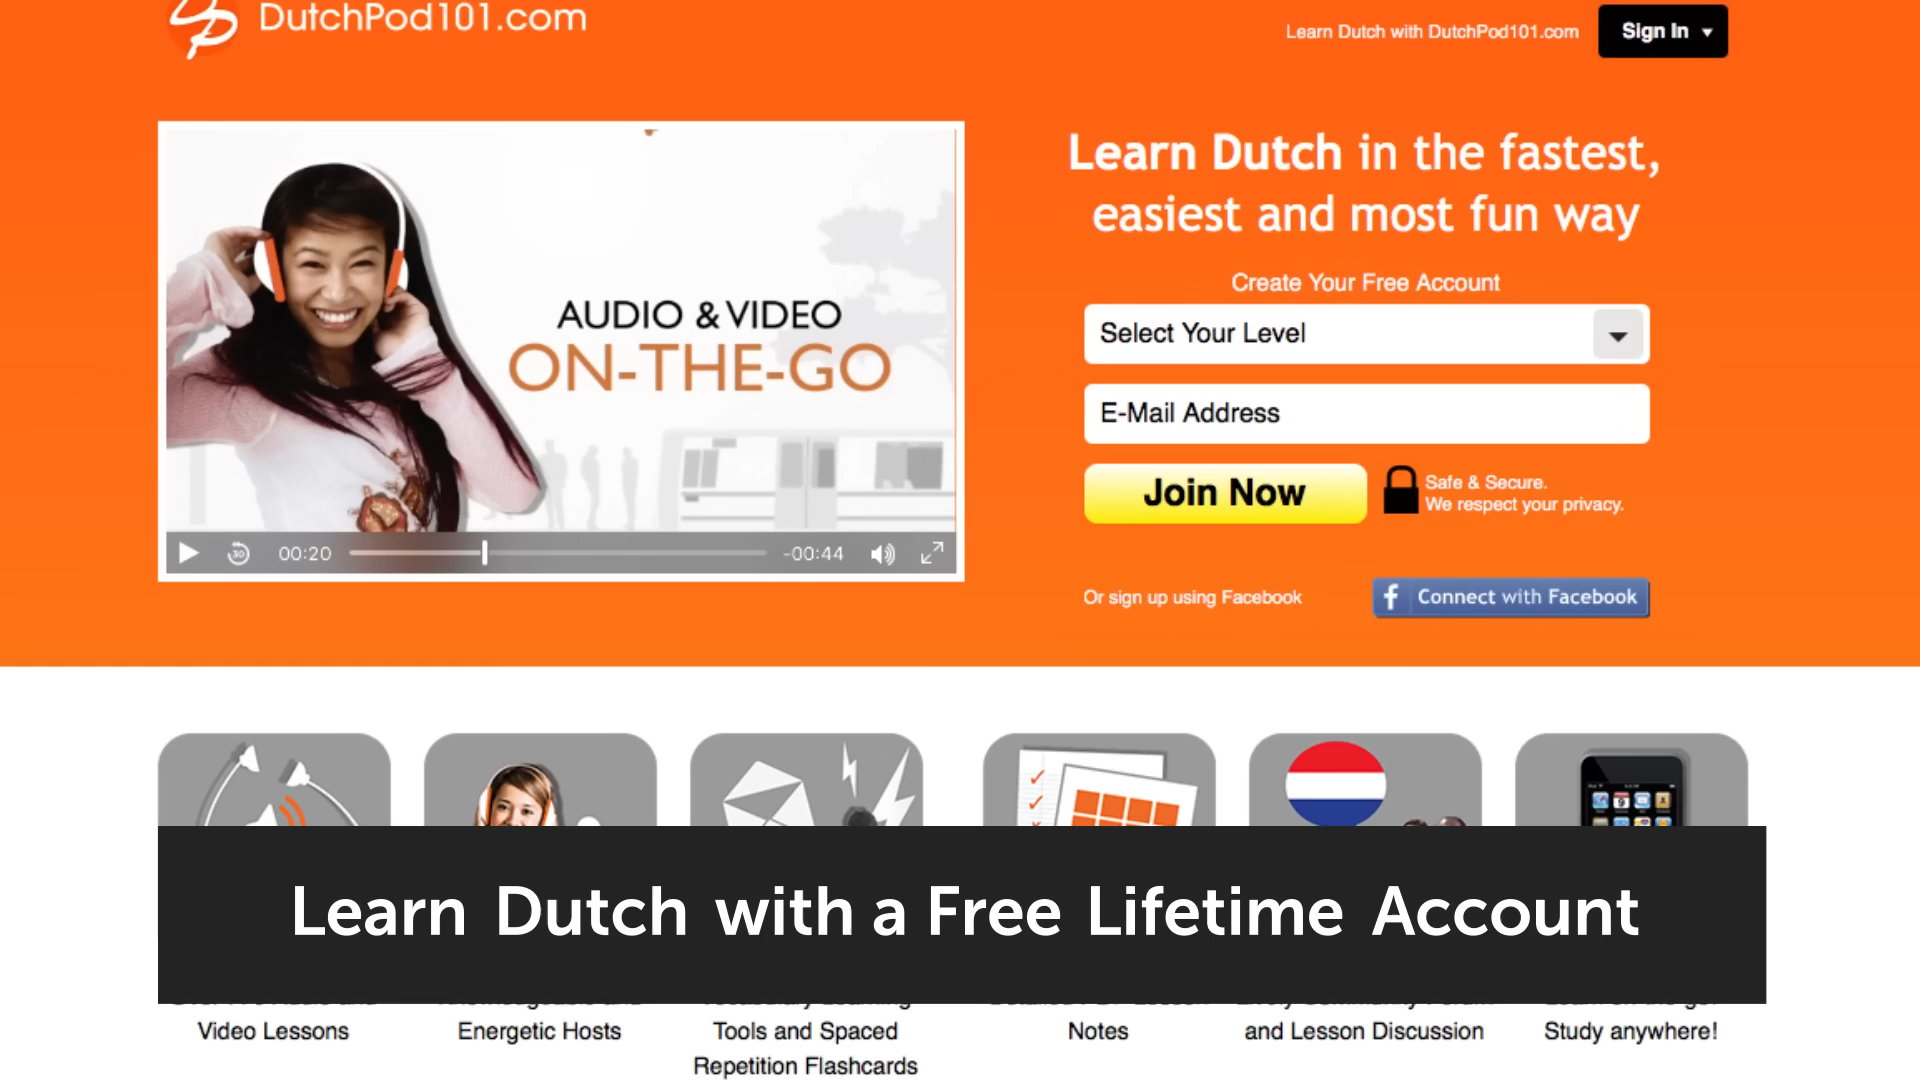 DutchPod101.com
Learn Dutch with DutchPod101.com
Sign In
AUDIO & VIDEO
ON-THE-GO
00:20
-00:44
Learn Dutch in the fastest,
easiest and most fun way
Create Your Free Account
Select Your Level
E-Mail Address
Join Now
Safe & Secure.
We respect your privacy.
Or sign up using Facebook
Connect with Facebook
Learn Dutch with a Free Lifetime Account
Video Lessons
Energetic Hosts
Tools and Spaced
Repetition Flashcards
Notes
and Lesson Discussion
Study anywhere!